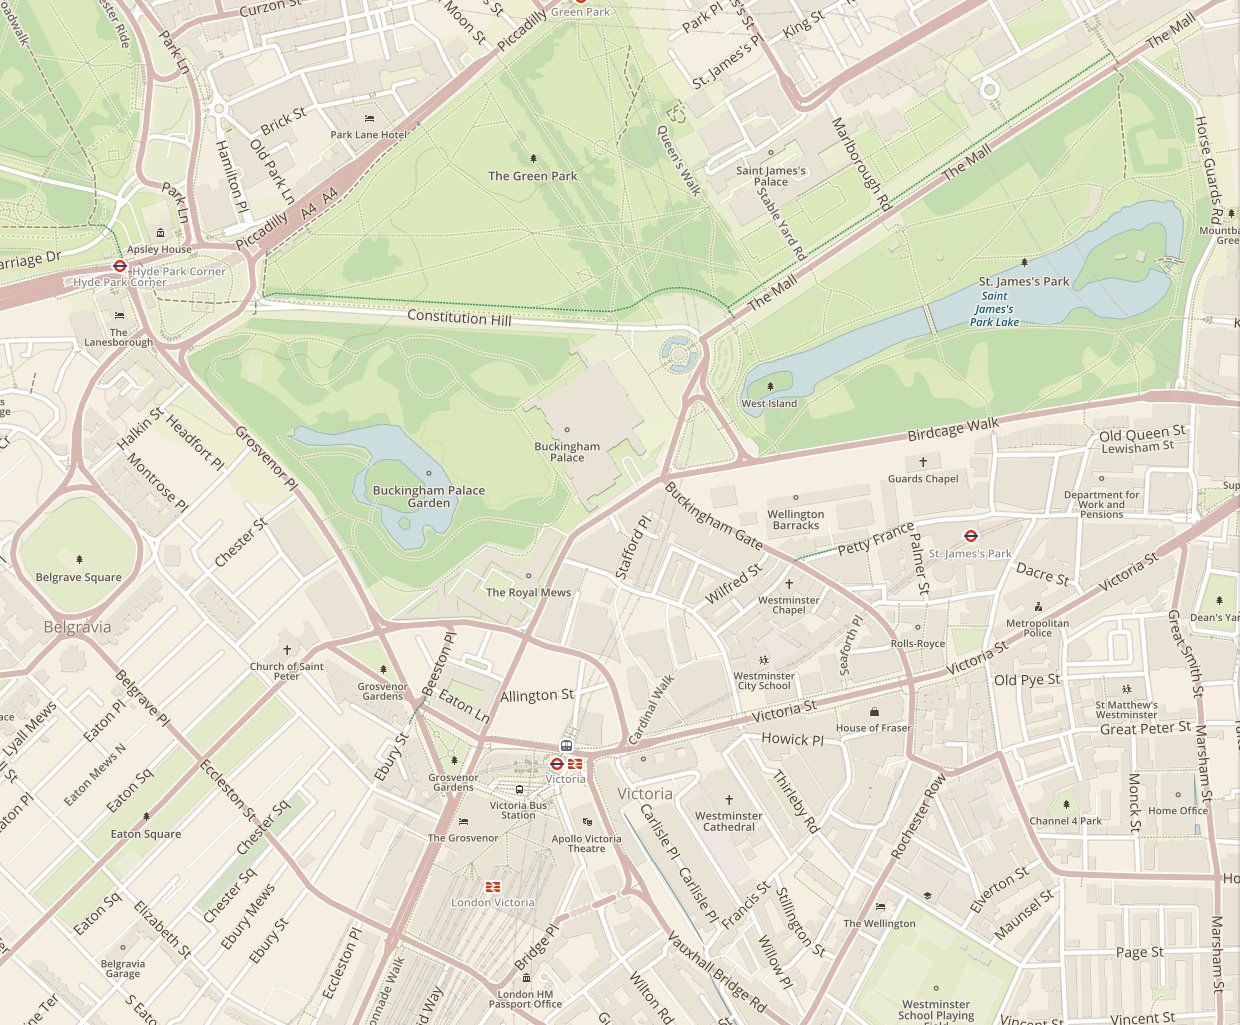 Curzon St
Moon St
Piccadilly
Green Park
Park Pl
King St
The Mall
Park Ln
St. James's Pl
Brick St
Park Lane Hotel
Old Park Ln
Hamilton Pl
Queen's Walk
Marlborough Rd
Horse Guards Rd
The Green Park
Saint James's
Palace
The Mall
Park Ln
A4 A4
Stable Yard Rd
Piccadilly
Apsley House
Hyde Park Corner
Hyde Park Corner
St. James's Park
Saint
James's
Park Lake
The Mall
Constitution Hill
The
Lanesborough
West Island
Halkin St
Headfort Pl
Grosvenor Pl
Birdcage Walk
Old Queen St
Lewisham St
Buckingham
Palace
Montrose Pl
Guards Chapel
Buckingham Palace
Garden
Department for
Work and
Pensions
Buckingham Gate
Wellington
Barracks
Chester St
Stafford Pl
Petty France
Palmer St
St. James's Park
Belgrave Square
The Royal Mews
Wilfred St
Dacre St
Victoria St
Westminster
Chapel
Belgravia
Metropolitan
Police
Great Smith St
Rolls-Royce
Seaforth Pl
Victoria St
Church of Saint
Peter
Beeston Pl
Westminster
City School
Old Pye St
Belgrave Pl
Grosvenor
Gardens
Allington St
Eaton Ln
Cardinal Walk
Victoria St
House of Fraser
St Matthew's
Westminster
Great Peter St
Lyall Mews
Eaton Pl
Eaton Mews N
Ebury St
Howick Pl
Marsham St
Eaton Sq
Eccleston St
Grosvenor
Gardens
Victoria
Victoria Bus
Station
Victoria
Thirleby Rd
Rochester Row
Monck St
Home Office
Chester Sq
Eaton Square
The Grosvenor
Apollo Victoria
Theatre
Westminster
Cathedral
Channel 4 Park
Carlisle Pl
Carlisle Pl
Chester Sq
London Victoria
Francis St
Stillington St
Elverton St
Maunsel St
The Wellington
Eaton Sq
Elizabeth St
Ebury Mews
Ebury St
Eccleston Pl
Bridge Pl
Vauxhall Bridge Rd
Willow Pl
Page St
Marsham St
Belgravia
Garage
London HM
Passport Office
Wilton Rd
Westminster
School Playing
Vincent St
Vincent St